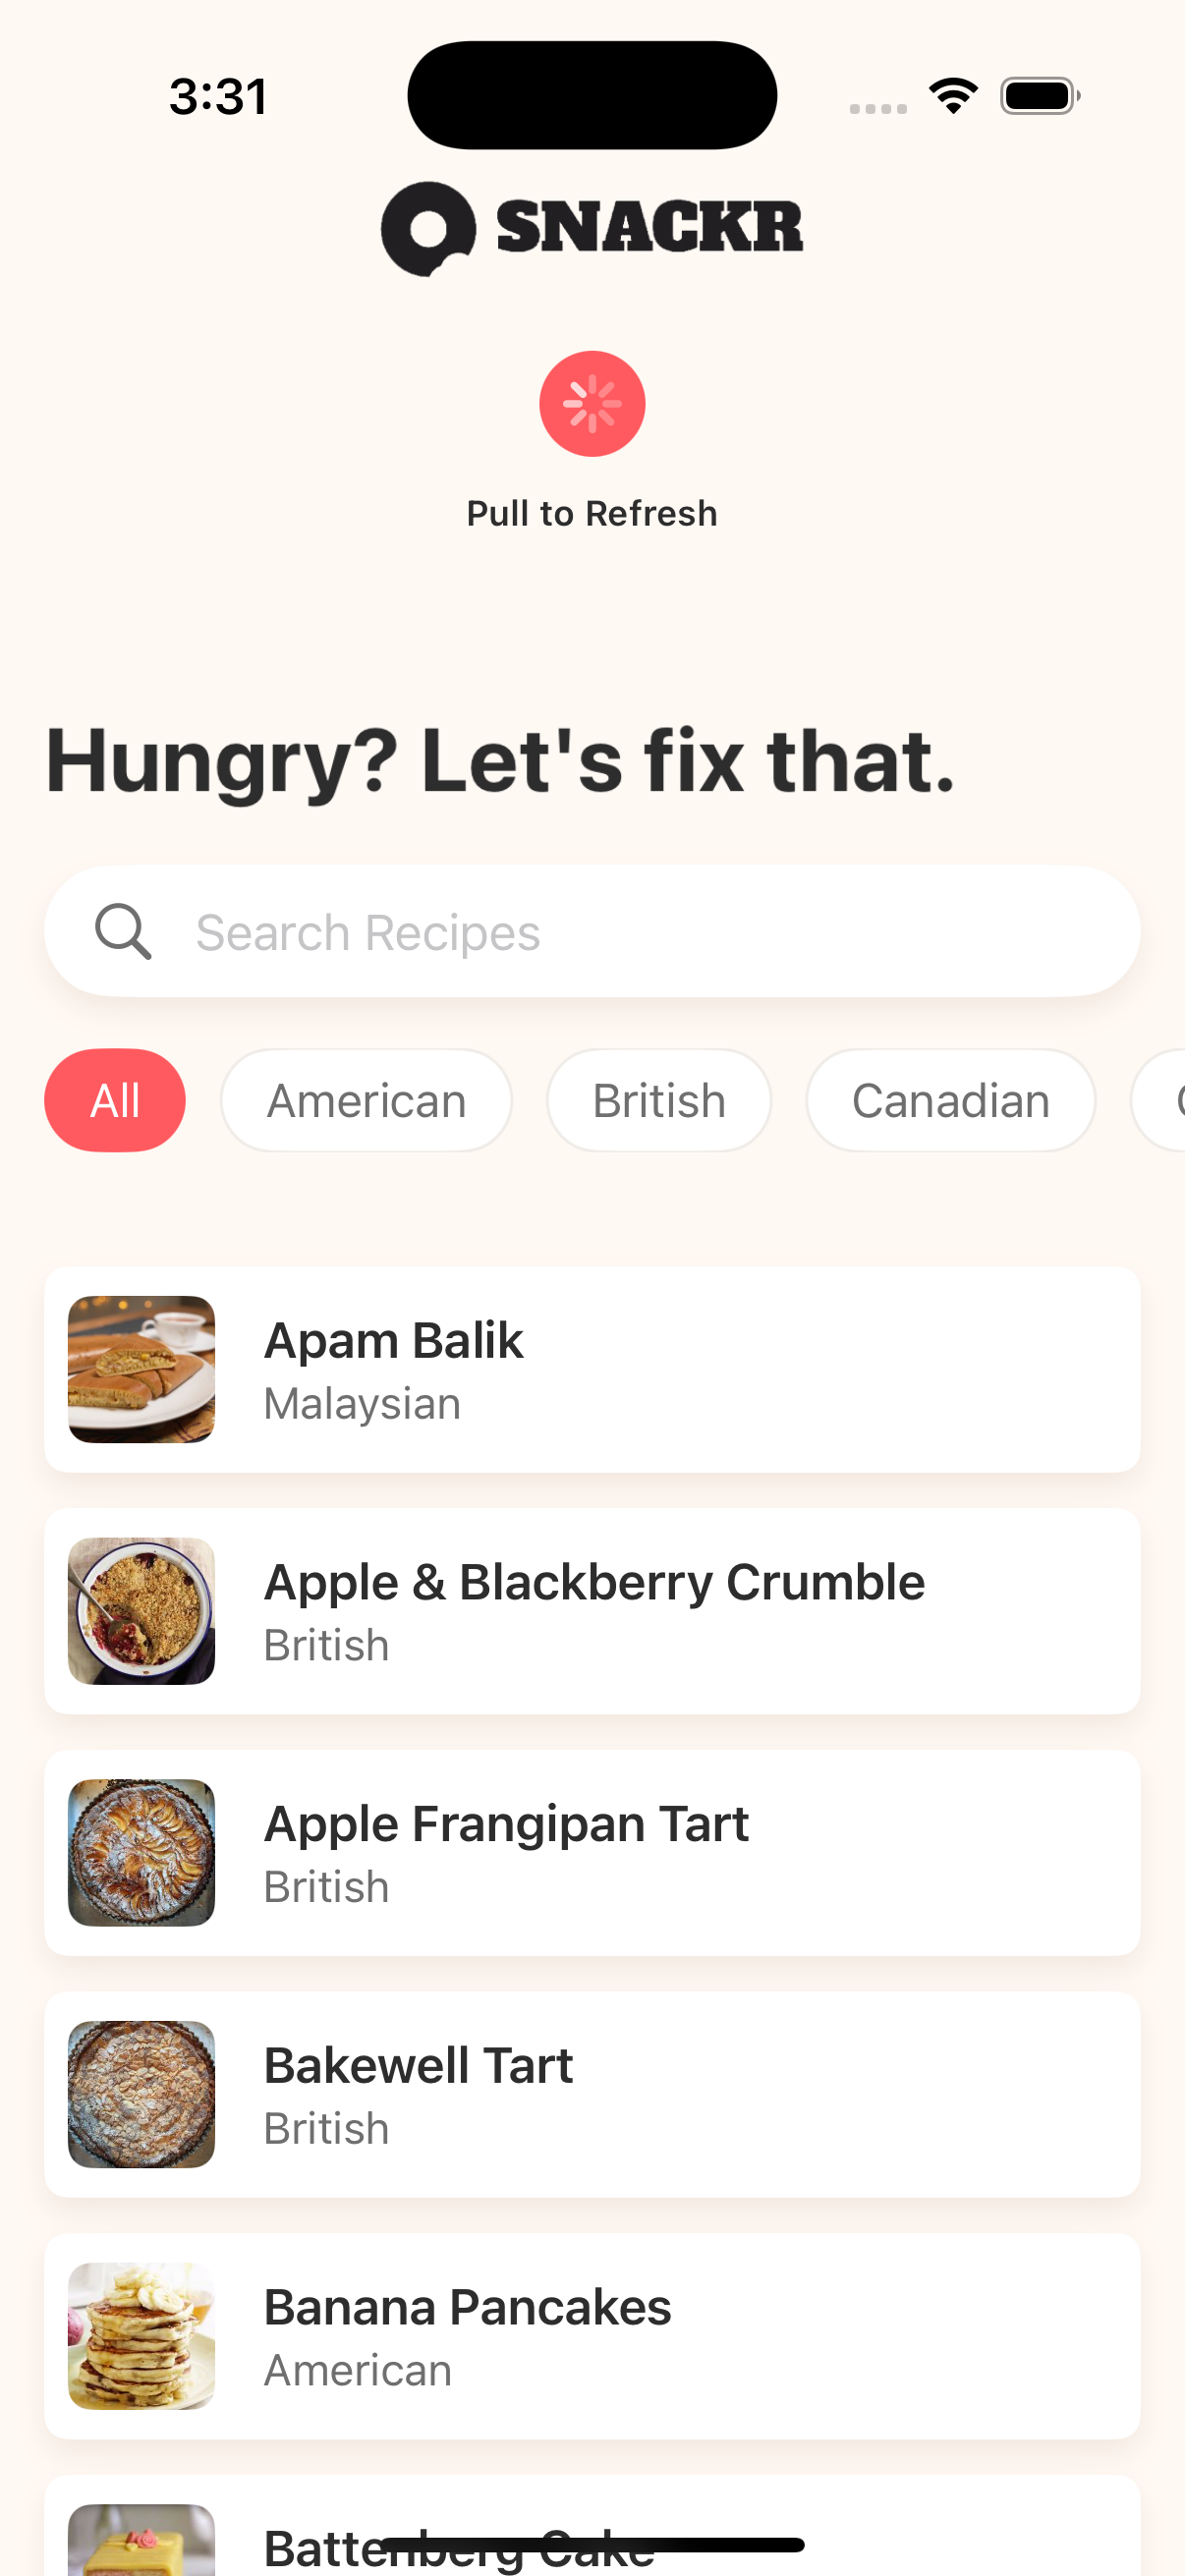 3:31
SNACKR
Pull to Refresh
Hungry? Let's fix that.
Search Recipes
All American British Canadian
Apam Balik
Malaysian
Apple & Blackberry Crumble
British
Apple Frangipan Tart
British
Bakewell Tart
British
Banana Pancakes
American
Battenberg Cake